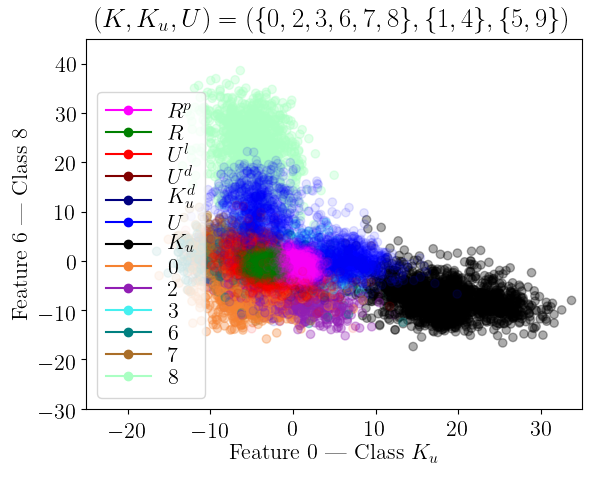 (K, K_u, U) = ({0, 2, 3, 6, 7, 8}, {1, 4}, {5, 9})
40
30
20
10
0
−10
−20
−30
Feature 6 — Class 8
R^p
R
U^l
U^d
K_u^d
U
K_u
0
2
3
6
7
8
−20 −10 0 10 20 30
Feature 0 — Class K_u